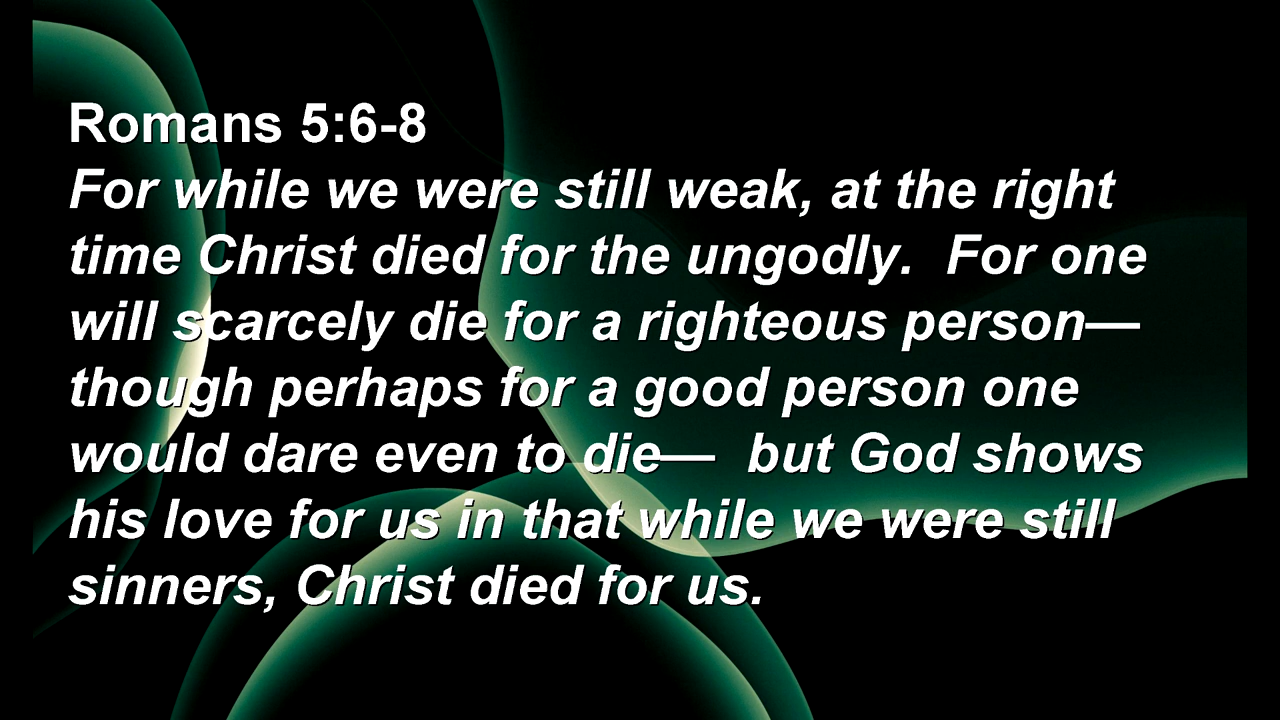 Romans 5:6-8
For while we were still weak, at the right
time Christ died for the ungodly.  For one
will scarcely die for a righteous person—
though perhaps for a good person one
would dare even to die—  but God shows
his love for us in that while we were still
sinners, Christ died for us.